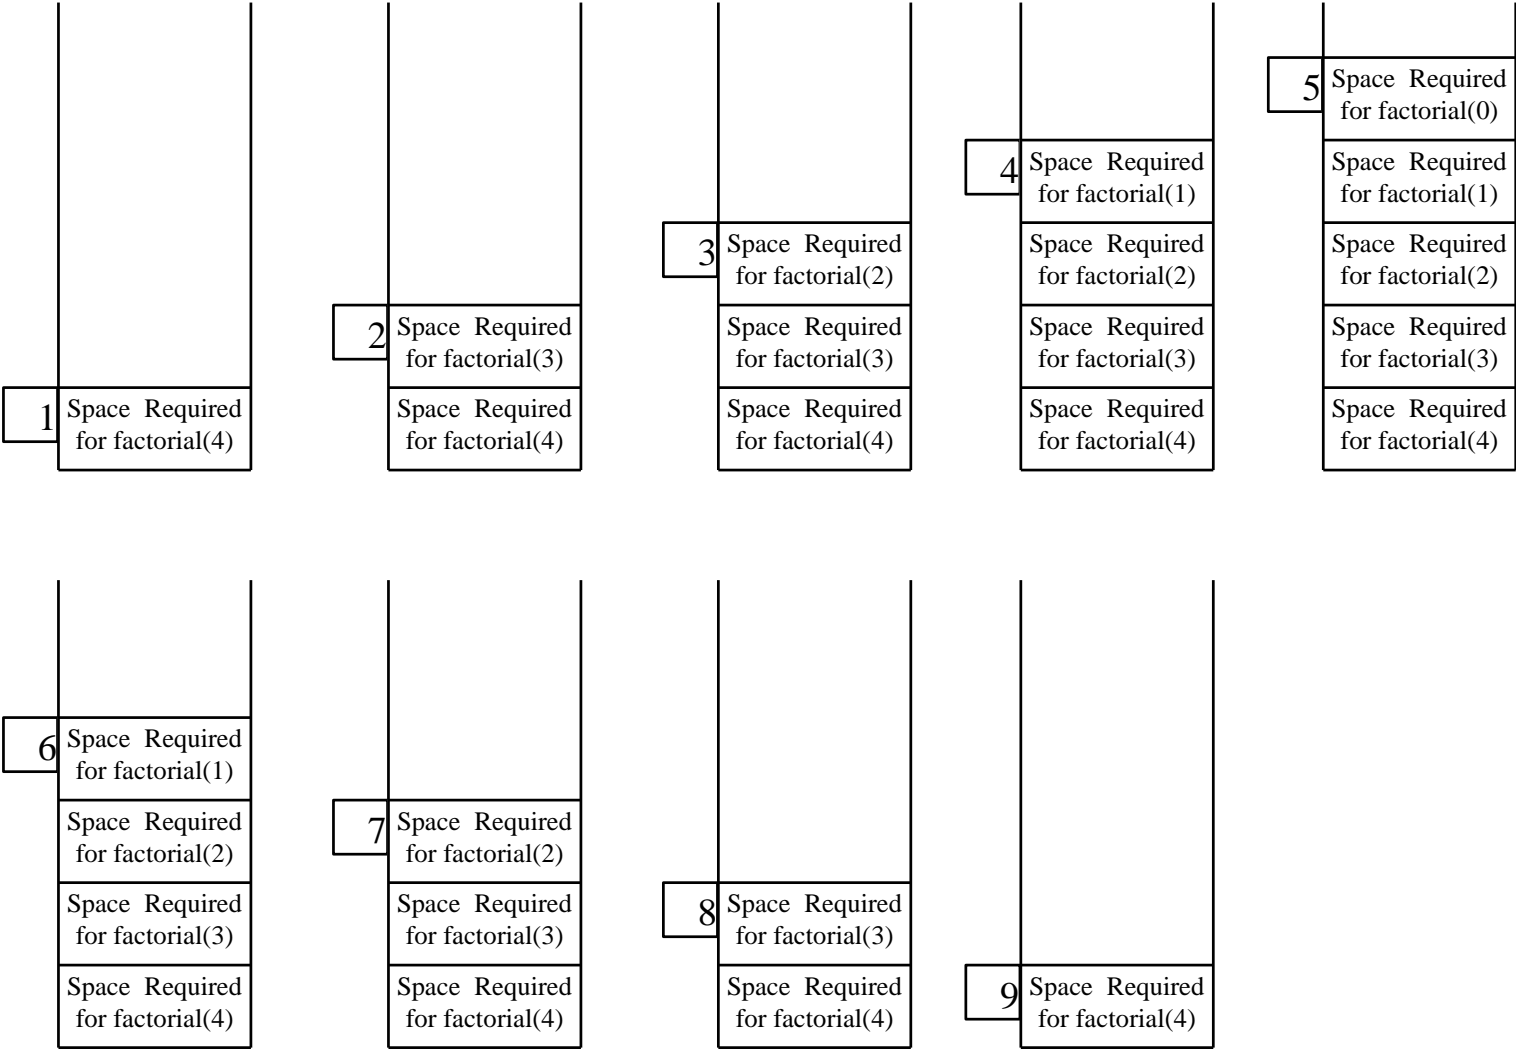 1
Space Required
for factorial(4)
2
Space Required
for factorial(3)
Space Required
for factorial(4)
3
Space Required
for factorial(2)
Space Required
for factorial(3)
Space Required
for factorial(4)
4
Space Required
for factorial(1)
Space Required
for factorial(2)
Space Required
for factorial(3)
Space Required
for factorial(4)
5
Space Required
for factorial(0)
Space Required
for factorial(1)
Space Required
for factorial(2)
Space Required
for factorial(3)
Space Required
for factorial(4)
6
Space Required
for factorial(1)
Space Required
for factorial(2)
Space Required
for factorial(3)
Space Required
for factorial(4)
7
Space Required
for factorial(2)
Space Required
for factorial(3)
Space Required
for factorial(4)
8
Space Required
for factorial(3)
Space Required
for factorial(4)
9
Space Required
for factorial(4)